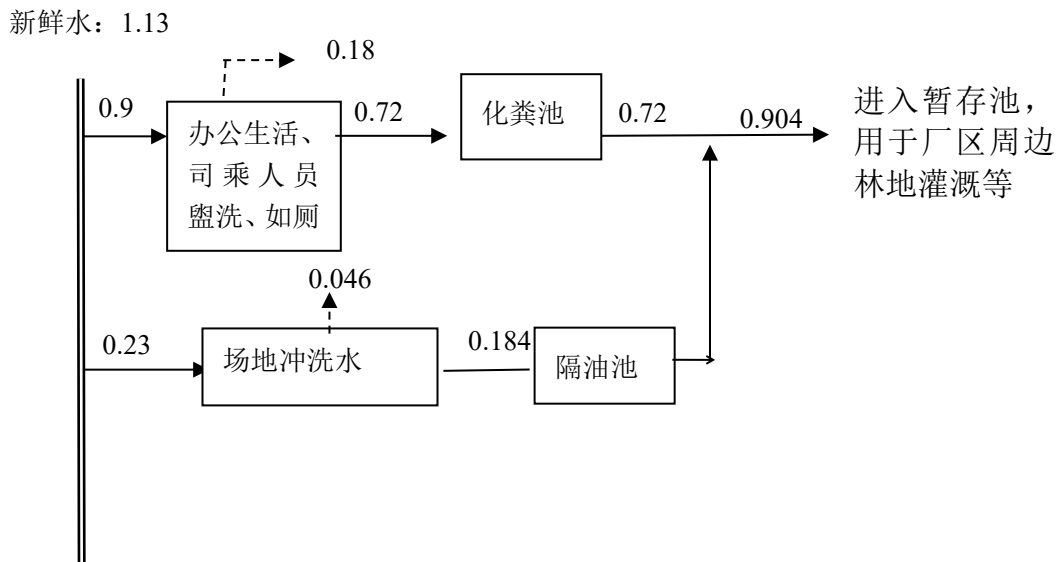 新鲜水：1.13
0.18
0.9
办公生活、
司乘人员
盥洗、如厕
0.72
化粪池
0.72
0.904
进入暂存池，
用于厂区周边
林地灌溉等
0.046
0.23
场地冲洗水
0.184
隔油池